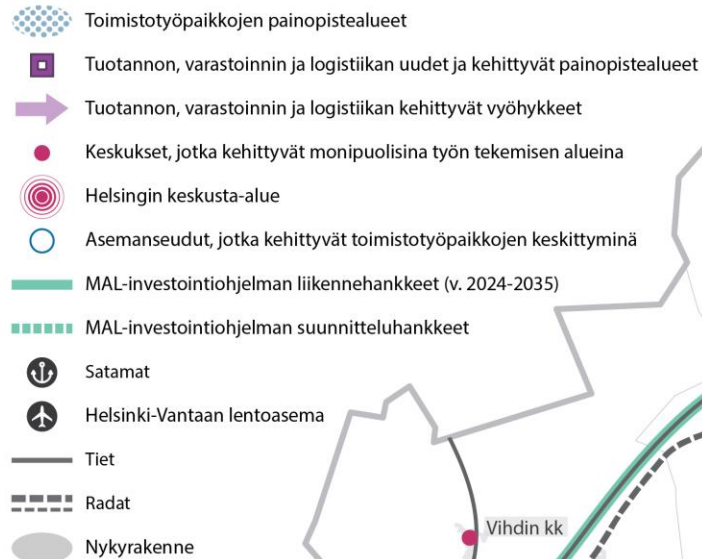 Toimistotyöpaikkojen painopistealueet
Tuotannon, varastoinnin ja logistiikan uudet ja kehittyvät painopistealueet
Tuotannon, varastoinnin ja logistiikan kehittyvät vyöhykkeet
Keskukset, jotka kehittyvät monipuolisina työn tekemisen alueina
Helsingin keskusta-alue
Asemanseudut, jotka kehittyvät toimistotyöpaikkojen keskittyminä
MAL-investointiohjelman liikennehankkeet (v. 2024-2035)
MAL-investointiohjelman suunnitteluhankkeet
Satamat
Helsinki-Vantaan lentoasema
Tiet
Radat
Nykyrakenne
Vihdin kk